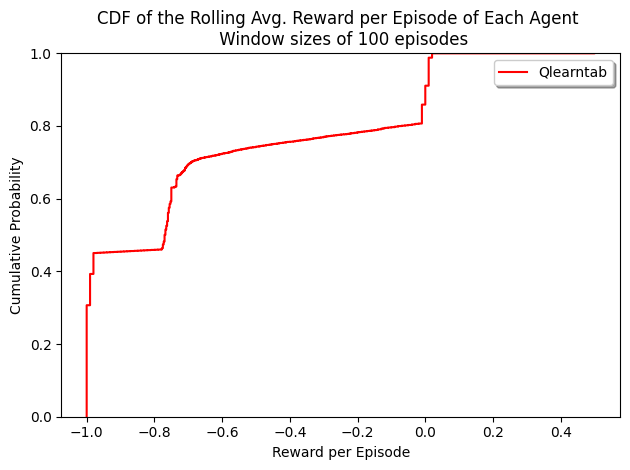 CDF of the Rolling Avg. Reward per Episode of Each Agent
Window sizes of 100 episodes
Qlearntab
Cumulative Probability
1.0
0.8
0.6
0.4
0.2
0.0
−1.0 −0.8 −0.6 −0.4 −0.2 0.0 0.2 0.4
Reward per Episode